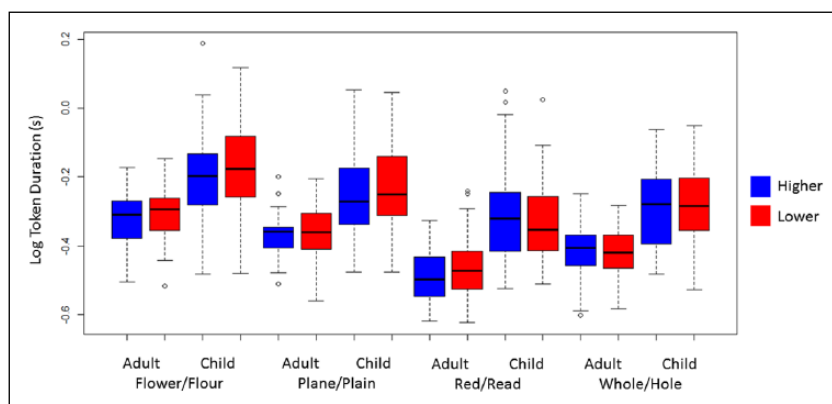 Log Token Duration (s)
0.2
0.0
-0.2
-0.4
-0.6
Higher
Lower
Adult Child Adult Child Adult Child Adult Child
Flower/Flour Plane/Plain Red/Read Whole/Hole